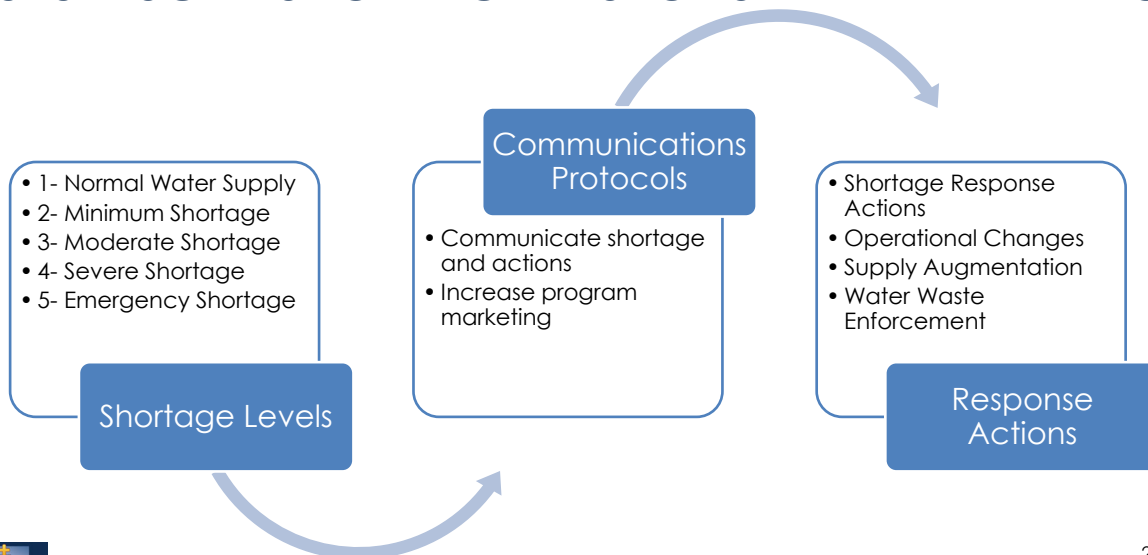 • 1- Normal Water Supply
• 2- Minimum Shortage
• 3- Moderate Shortage
• 4- Severe Shortage
• 5- Emergency Shortage
Shortage Levels
Communications
Protocols
• Communicate shortage
and actions
• Increase program
marketing
• Shortage Response
Actions
• Operational Changes
• Supply Augmentation
• Water Waste
Enforcement
Response
Actions